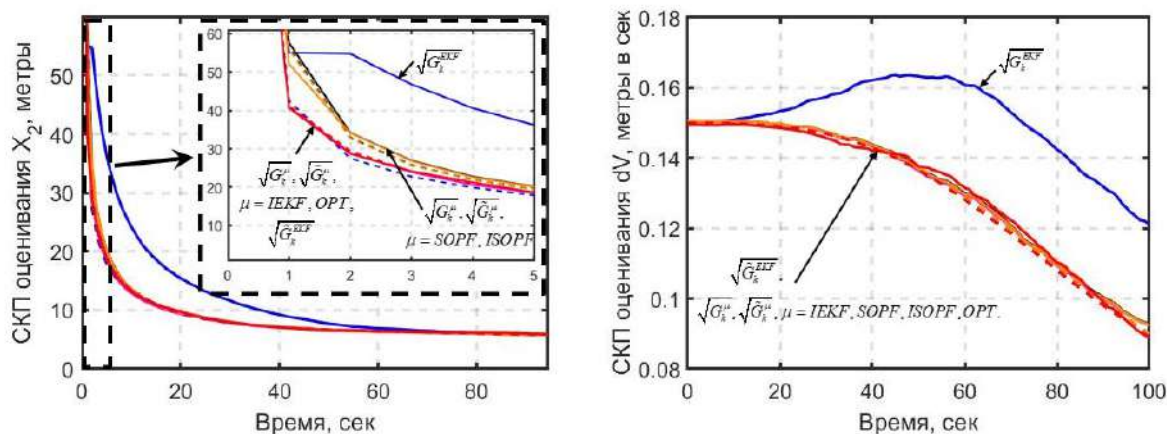 СКП оценивания X₂, метры
50
40
30
20
10
0
0
20
40
60
80
Время, сек
60
50
40
30
20
10
0
1
2
3
4
5
√G_k^{EKF}
√G_k^μ, √G̃_k^μ,
μ = IEKF, OPT,
√G̃_k^{EKF}
√G_k^μ, √G̃_k^μ,
μ = SOPF, ISOPF
СКП оценивания dV, метры в сек
0.18
0.16
0.14
0.12
0.1
0.08
0
20
40
60
80
100
Время, сек
√G_k^{EKF}
√G̃_k^{EKF},
√G_k^μ, √G̃_k^μ, μ = IEKF, SOPF, ISOPF, OPT.